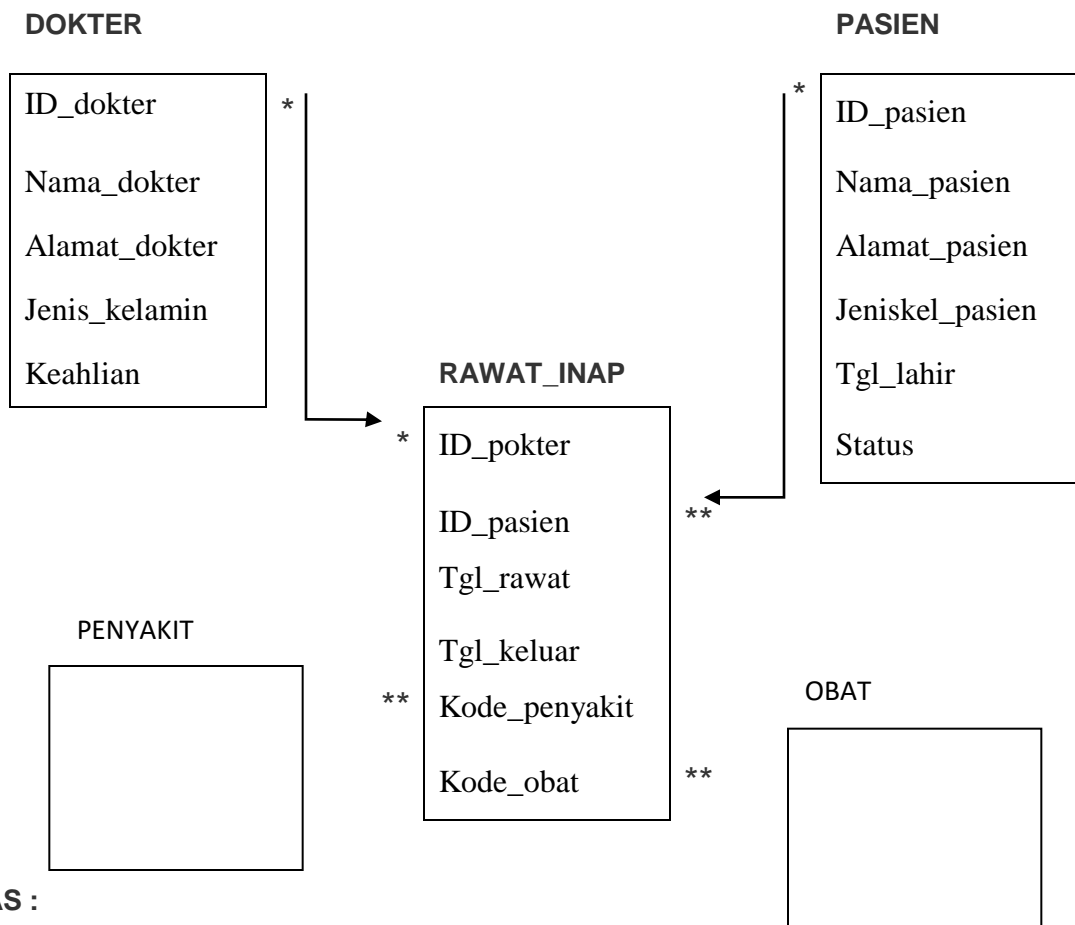 DOKTER
ID_dokter *
Nama_dokter
Alamat_dokter
Jenis_kelamin
Keahlian
PASIEN
* ID_pasien
Nama_pasien
Alamat_pasien
Jeniskel_pasien
Tgl_lahir
Status
RAWAT_INAP
* ID_pokter
ID_pasien **
Tgl_rawat
Tgl_keluar
** Kode_penyakit
Kode_obat **
PENYAKIT
OBAT
AS :